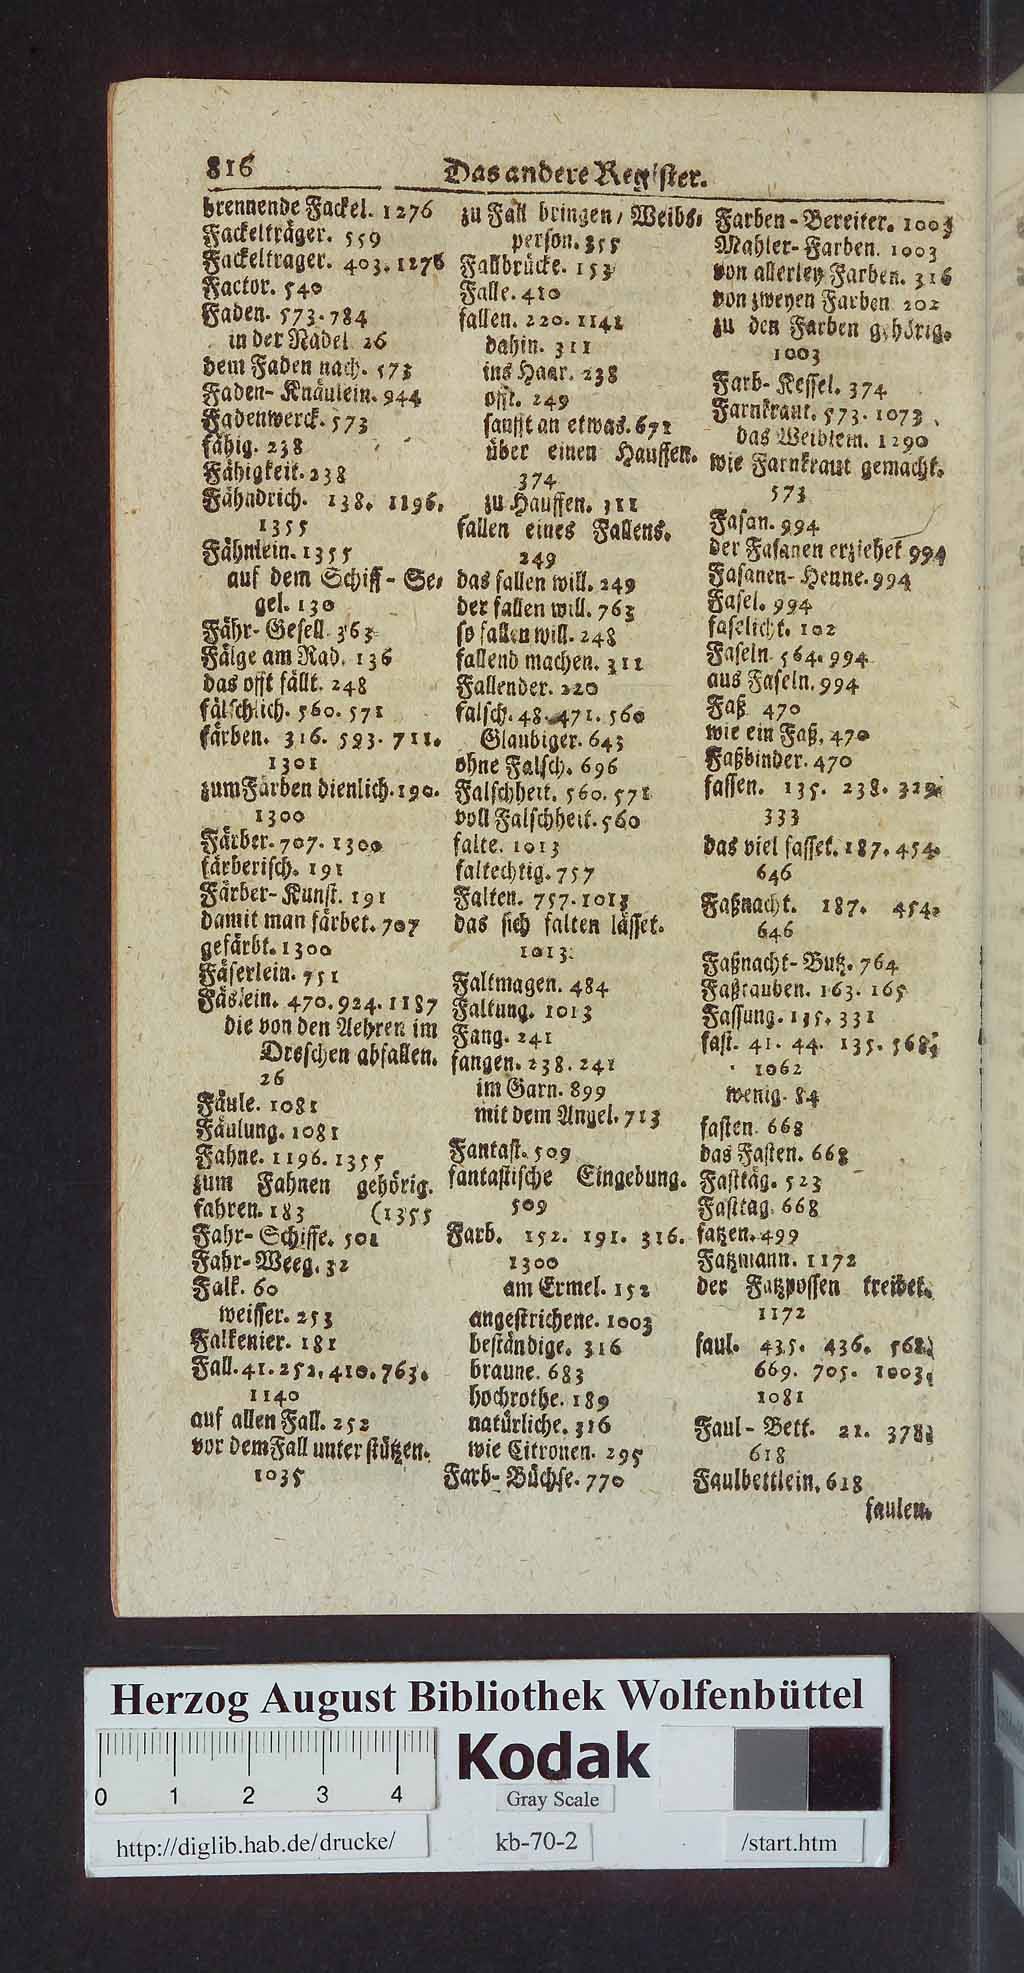 816
Das andere Register.
brennende Fackel. 1276
Fackelträger. 559
Fackeltrager. 403. 1276
Factor. 540
Faden. 573. 784
in der Nadel 26
dem Faden nach. 573
Faden- Knäulein. 944
Fadenwerck. 573
fähig. 238
Fähigkeit. 238
Fähndrich. 138. 1196.
1355
Fähnlein. 1355
auf dem Schiff - Se-
gel. 130
Fähr- Gesell. 363
Fälge am Rad. 136
das offt fällt. 248
fälschlich. 560. 571
färben. 316. 593. 711.
1301
zum Färben dienlich. 190.
1300
Färber. 707. 1300
färberisch. 191
Färber- Kunst. 191
damit man färbet. 707
gefärbt. 1300
Fäserlein. 751
Fäslein. 470. 924. 1187
die von den Aehren im
Dreschen abfallen.
26
Fäule. 1081
Fäulung. 1081
Fahne. 1196. 1355
zum Fahnen gehörig.
fahren. 183 (1355
Fahr- Schiffe. 501
Fahr- Weeg. 32
Falk. 60
weisser. 253
Falkenier. 181
Fall. 41. 252. 410. 763.
1140
auf allen Fall. 252
vor dem Fall unterstützen.
1035
zu Fall bringen / Weibs-
person. 355
Fallbrücke. 153
Falle. 410
fallen. 220. 1141
dahin. 311
ins Haar. 238
offt. 249
sanfft an etwas. 671
über einen Hauffen.
374
zu Hauffen. 311
fallen eines Fallens.
249
das fallen will. 249
der fallen will. 763
so fallen will. 248
fallend machen. 311
Fallender. 220
falsch. 48. 471. 560
Glaubiger. 643
ohne Falsch. 696
Falschheit. 560. 571
voll Falschheit. 560
falte. 1013
faltechtig. 757
Falten. 757. 1013
das sich falten lässet.
1013.
Faltmagen. 484
Faltung. 1013
Fang. 241
fangen. 238. 241
im Garn. 899
mit dem Angel. 713
Fantast. 509
fantastische Eingebung.
509
Farb. 152. 191. 316.
1300
am Ermel. 152
angestrichene. 1003
beständige. 316
braune. 683
hochrothe. 189
natürliche. 316
wie Citronen. 295
Farb- Büchse. 770
Farben - Bereiter. 1003
Mahler- Farben. 1003
von allerley Farben. 316
von zweyen Farben 202
zu den Farben gehörig.
1003
Farb- Kessel. 374
Farnkraut. 573. 1073
das Weiblein. 1290
wie Farnkraut gemacht.
573
Fasan. 994
der Fasanen erziehet 994
Fasanen- Henne. 994
Fasel. 994
faselicht. 102
Faseln. 564. 994
aus Faseln. 994
Faß 470
wie ein Faß. 470
Faßbinder. 470
fassen. 135. 238. 329.
333
das viel fasset. 187. 454.
646
Faßnacht. 187. 454.
646
Faßnacht- Butz. 764
Faßtauben. 163. 165
Fassung. 135. 331
fast. 41. 44. 135. 568.
1062
wenig. 84
fasten. 668
das Fasten. 668
Fasttäg. 523
Fasttag. 668
fatzen. 499
Fatzmann. 1172
der Fatzpossen treibet.
1172
faul. 435. 436. 568.
669. 705. 1003.
1081
Faul - Bett. 21. 378.
618
Faulbettlein. 618
faulen.
Herzog August Bibliothek Wolfenbüttel
0 1 2 3 4
Kodak
Gray Scale
http://diglib.hab.de/drucke/
kb-70-2
/start.htm